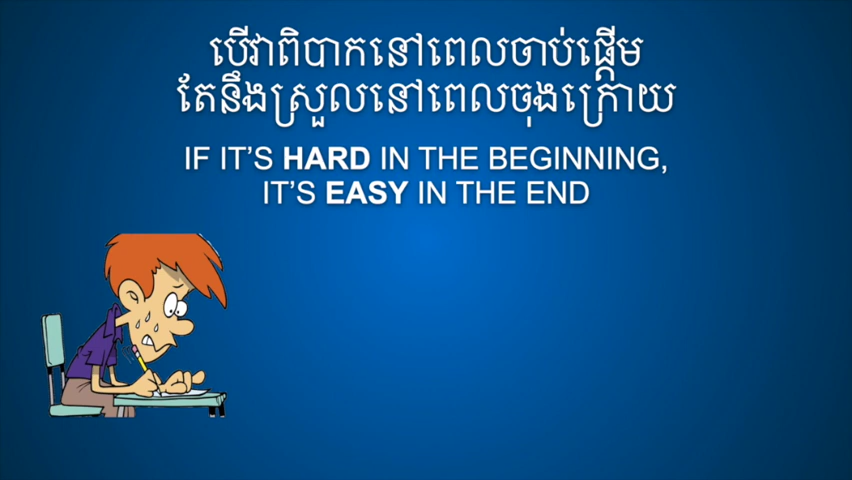 បើវាពិបាកនៅពេលចាប់ផ្ដើម
តែនឹងស្រួលនៅពេលចុងក្រោយ
IF IT'S HARD IN THE BEGINNING,
IT'S EASY IN THE END